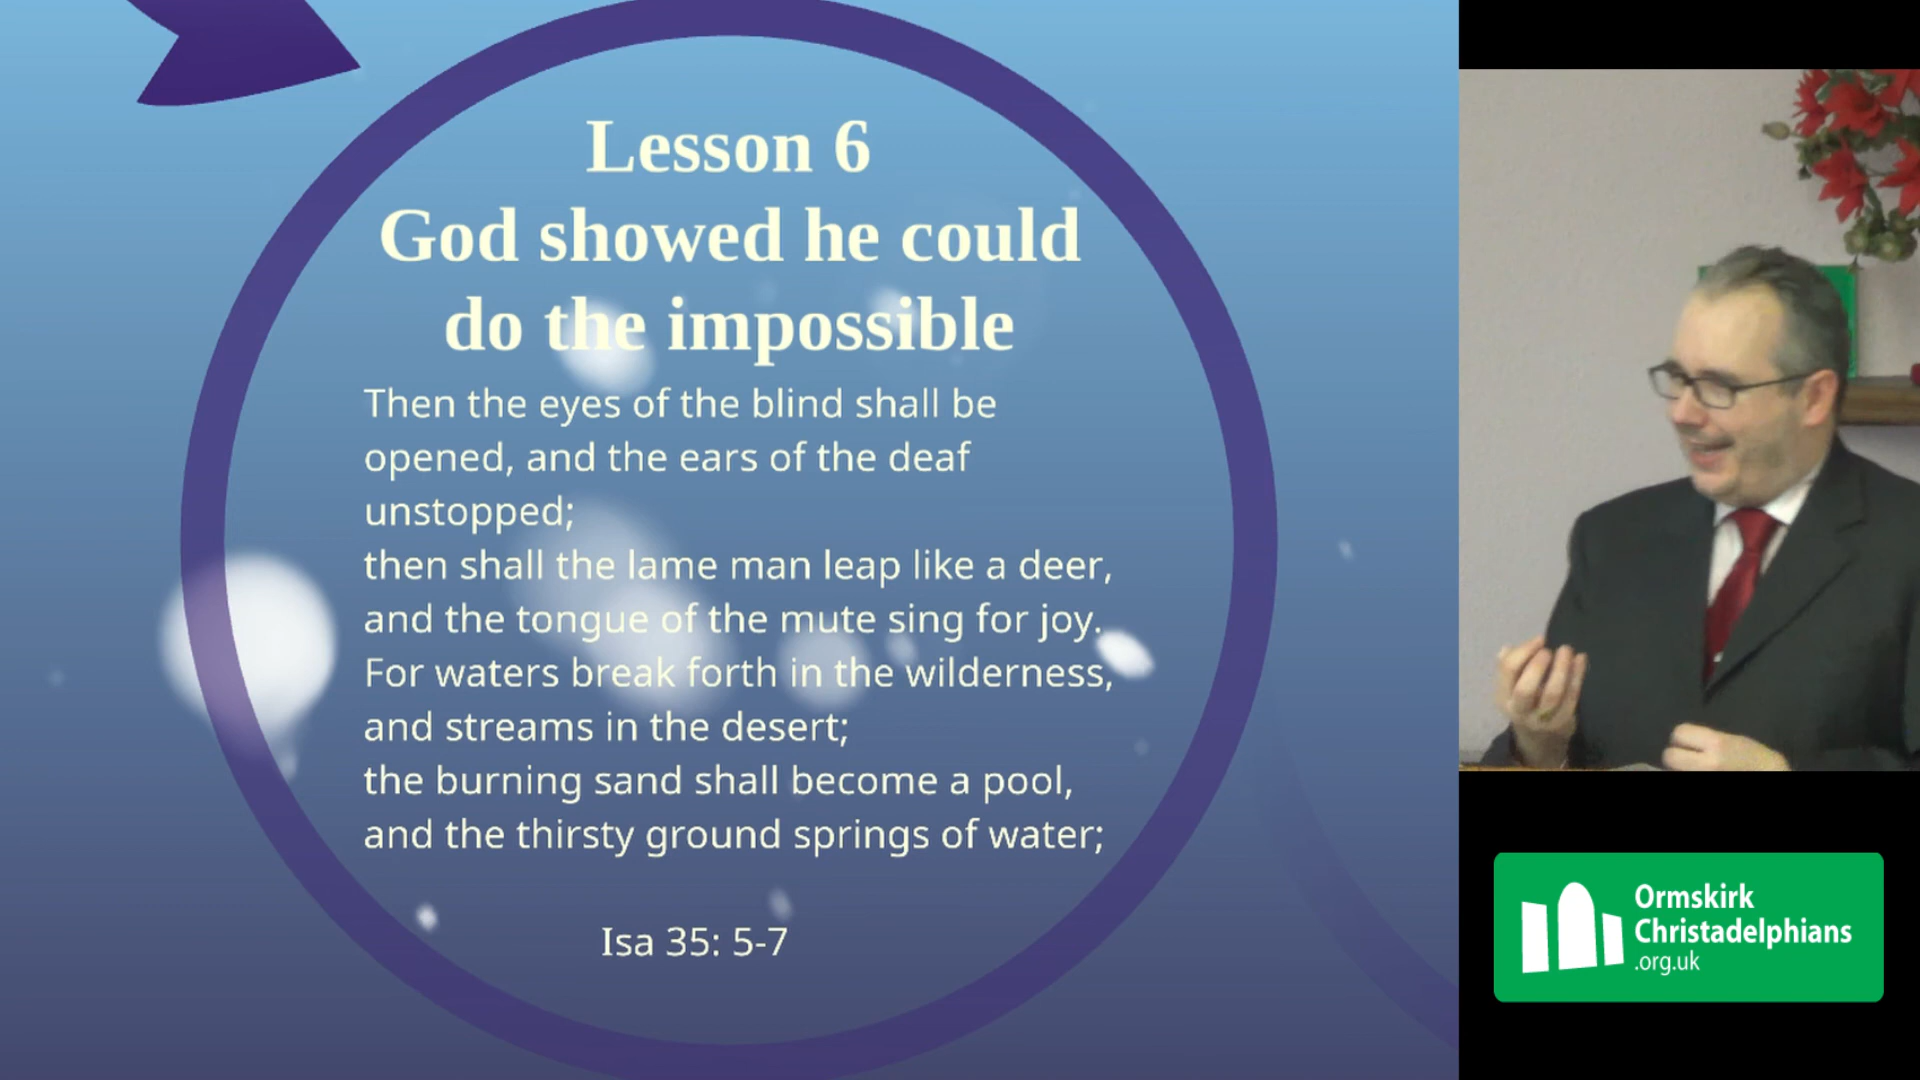 Lesson 6
God showed he could
do the impossible
Then the eyes of the blind shall be
opened, and the ears of the deaf
unstopped;
then shall the lame man leap like a deer,
and the tongue of the mute sing for joy.
For waters break forth in the wilderness,
and streams in the desert;
the burning sand shall become a pool,
and the thirsty ground springs of water;
Isa 35: 5-7
Ormskirk
Christadelphians
.org.uk